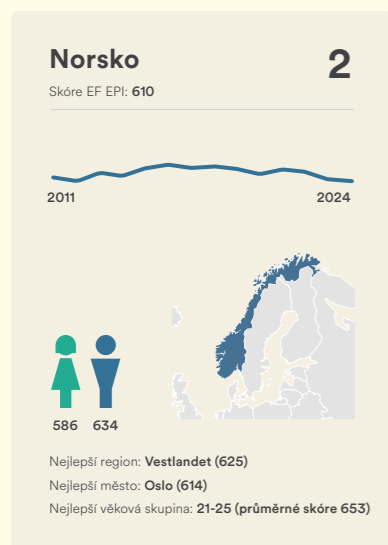 Norsko
2
Skóre EF EPI: 610
2011
2024
586
634
Nejlepší region: Vestlandet (625)
Nejlepší město: Oslo (614)
Nejlepší věková skupina: 21-25 (průměrné skóre 653)